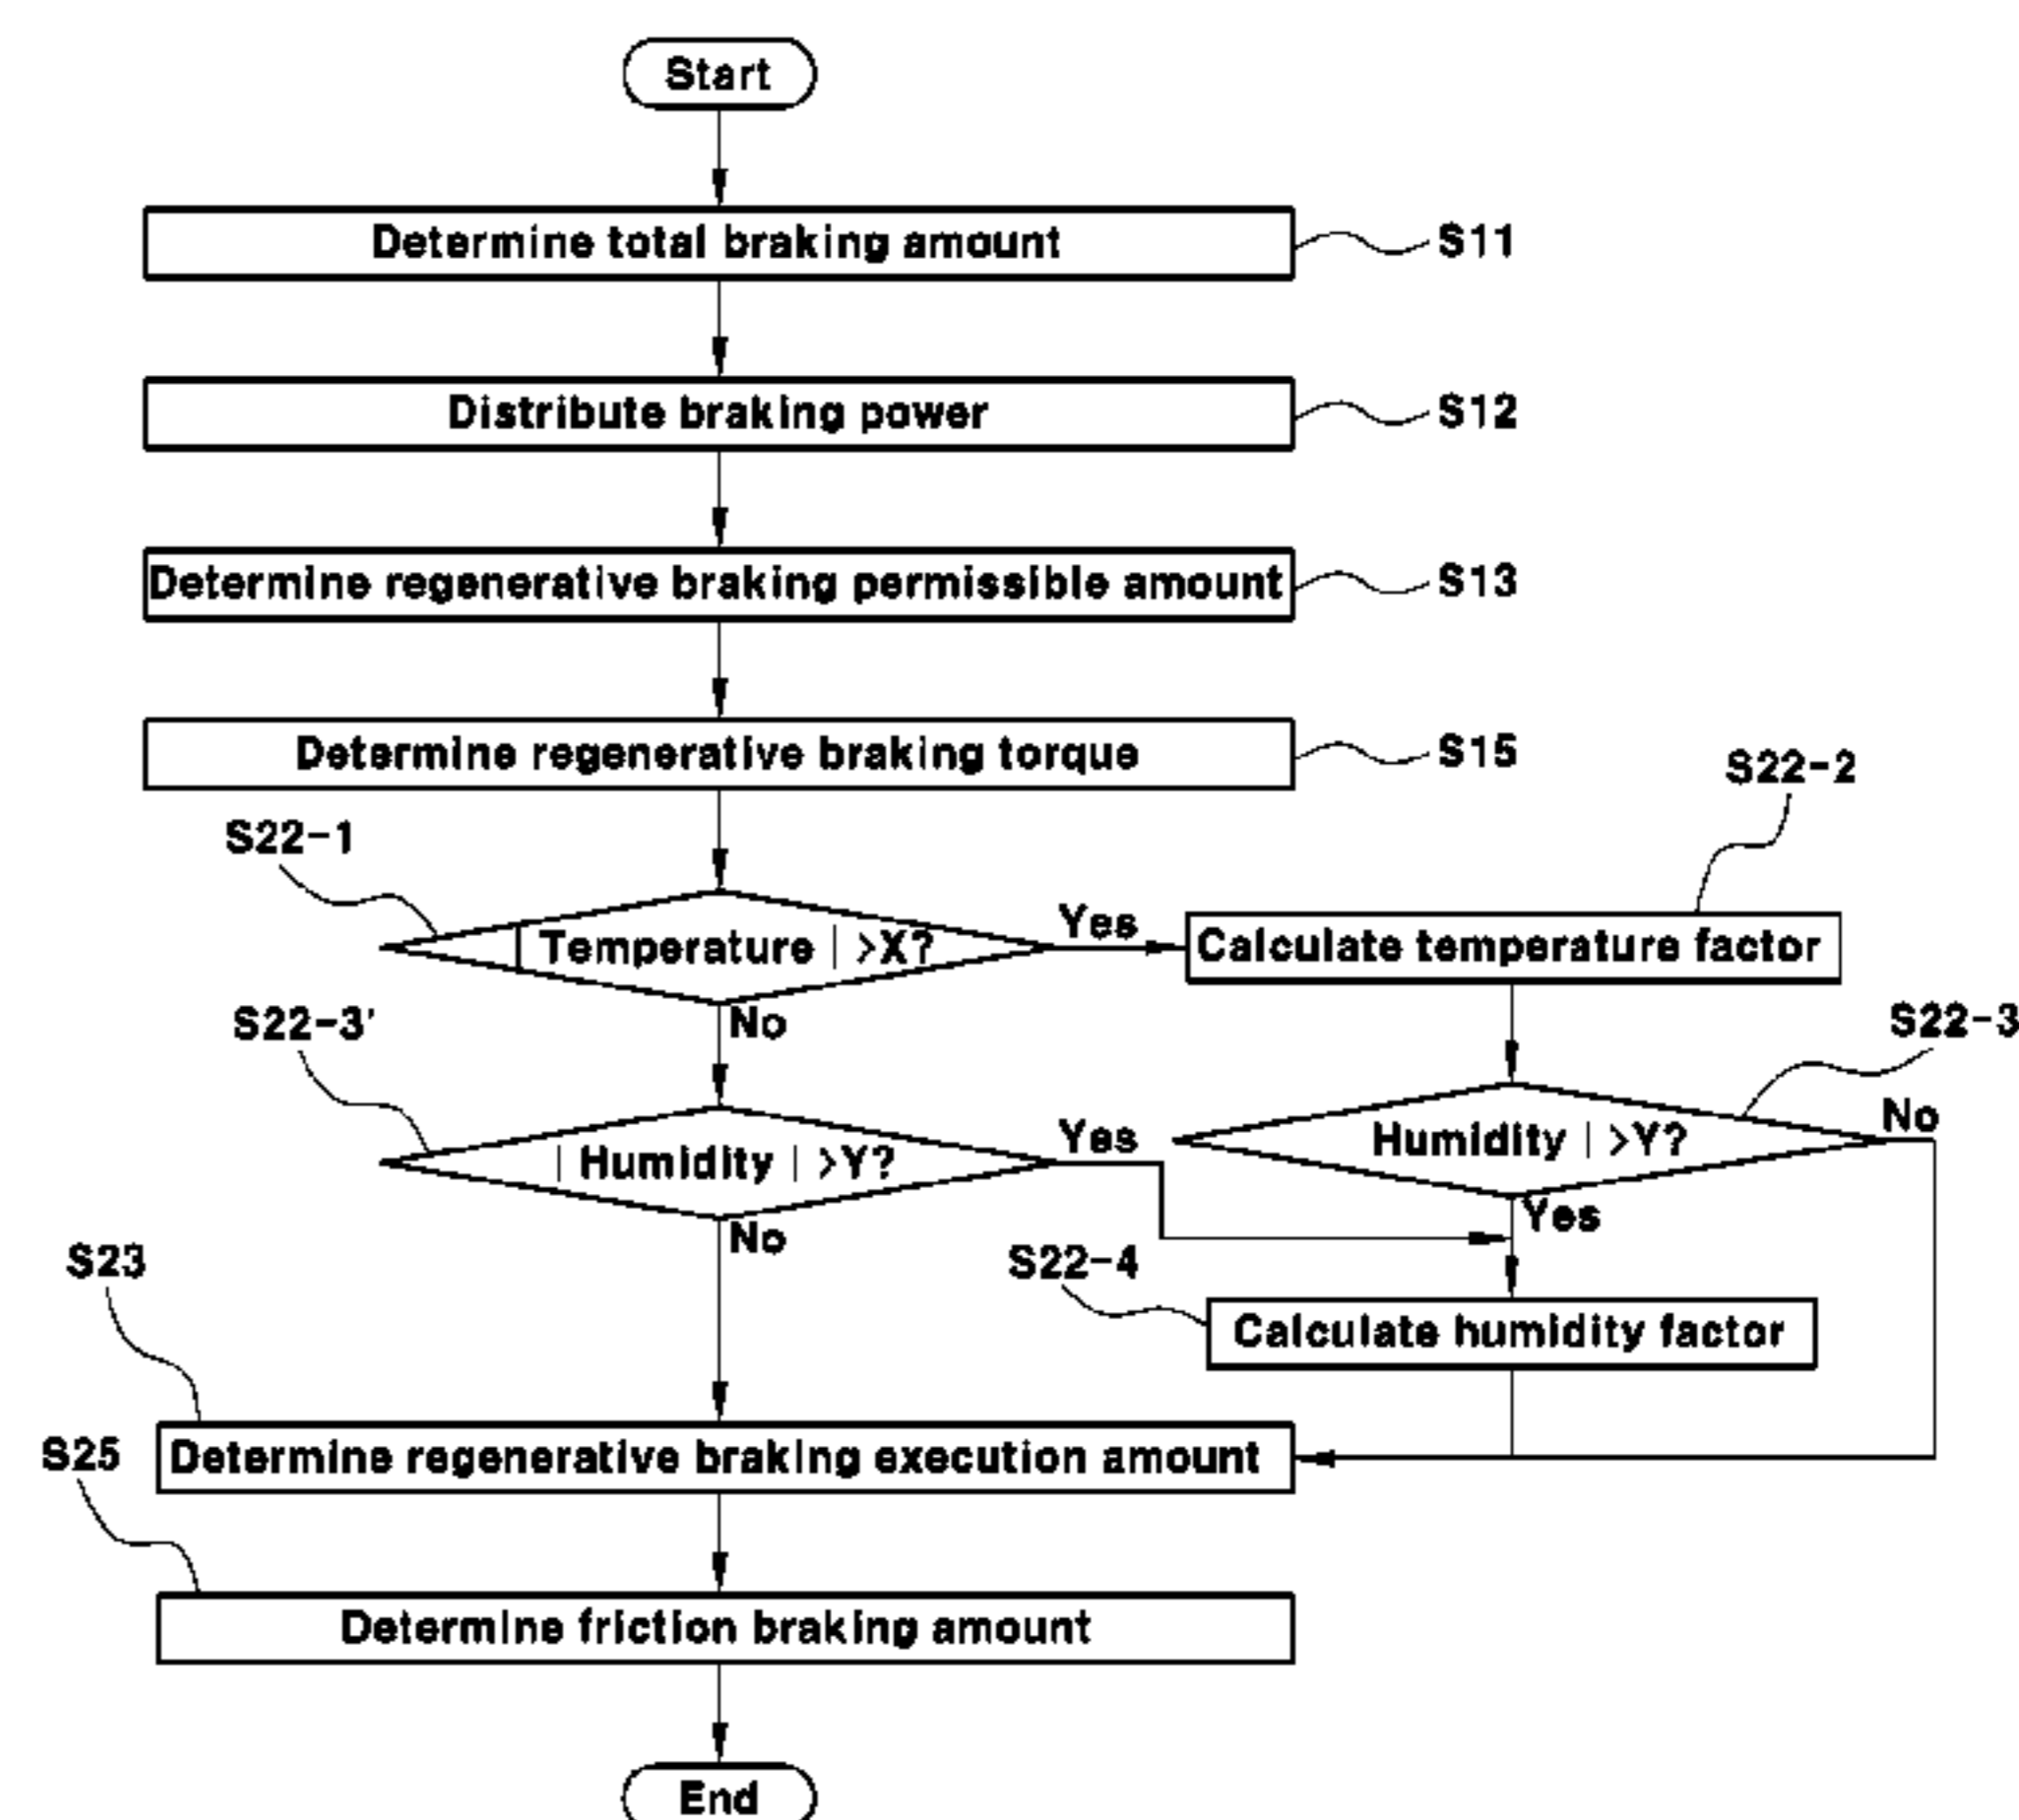 Start
Determine total braking amount
S11
Distribute braking power
S12
Determine regenerative braking permissible amount
S13
Determine regenerative braking torque
S15
S22-2
S22-1
| Temperature | >X?
Yes
Calculate temperature factor
No
S22-3'
S22-3
| Humidity | >Y?
Yes
Humidity | >Y?
No
Yes
No
S23
S22-4
Calculate humidity factor
Determine regenerative braking execution amount
S25
Determine friction braking amount
End